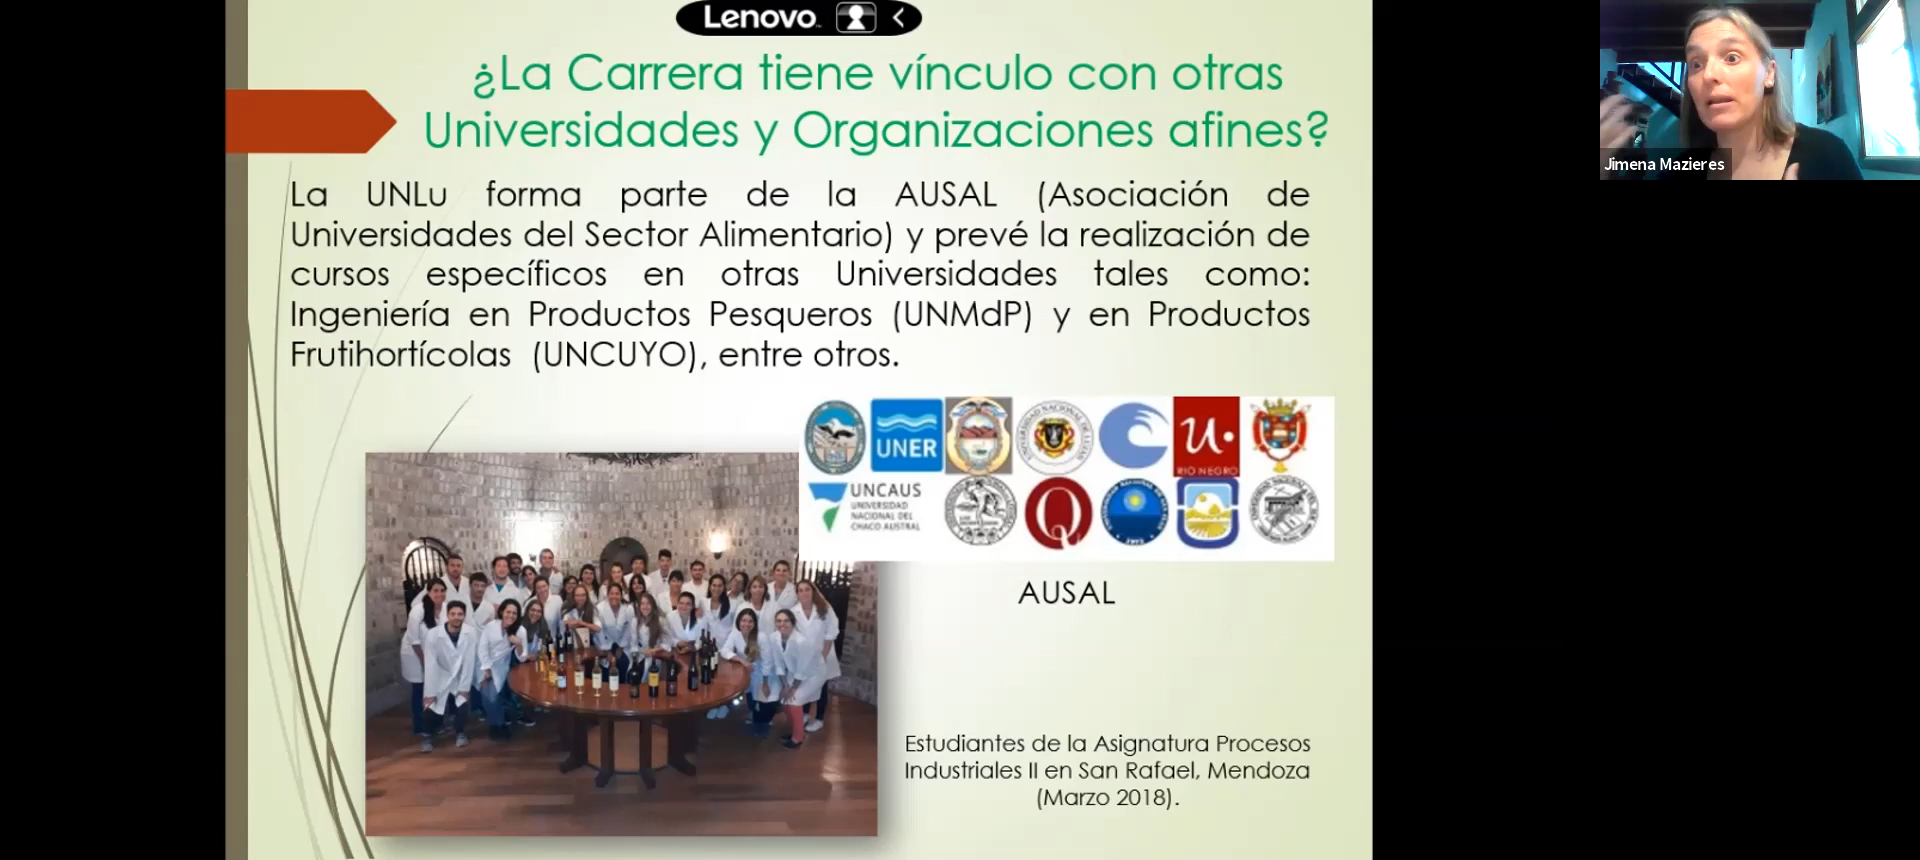 Lenovo
¿La Carrera tiene vínculo con otras
Universidades y Organizaciones afines?
Jimena Mazieres
La UNLu forma parte de la AUSAL (Asociación de
Universidades del Sector Alimentario) y prevé la realización de
cursos específicos en otras Universidades tales como:
Ingeniería en Productos Pesqueros (UNMdP) y en Productos
Frutihortícolas (UNCUYO), entre otros.
UNER
RIO NEGRO
UNCAUS
UNIVERSIDAD
NACIONAL DEL
CHACO AUSTRAL
Q
AUSAL
Estudiantes de la Asignatura Procesos
Industriales II en San Rafael, Mendoza
(Marzo 2018).